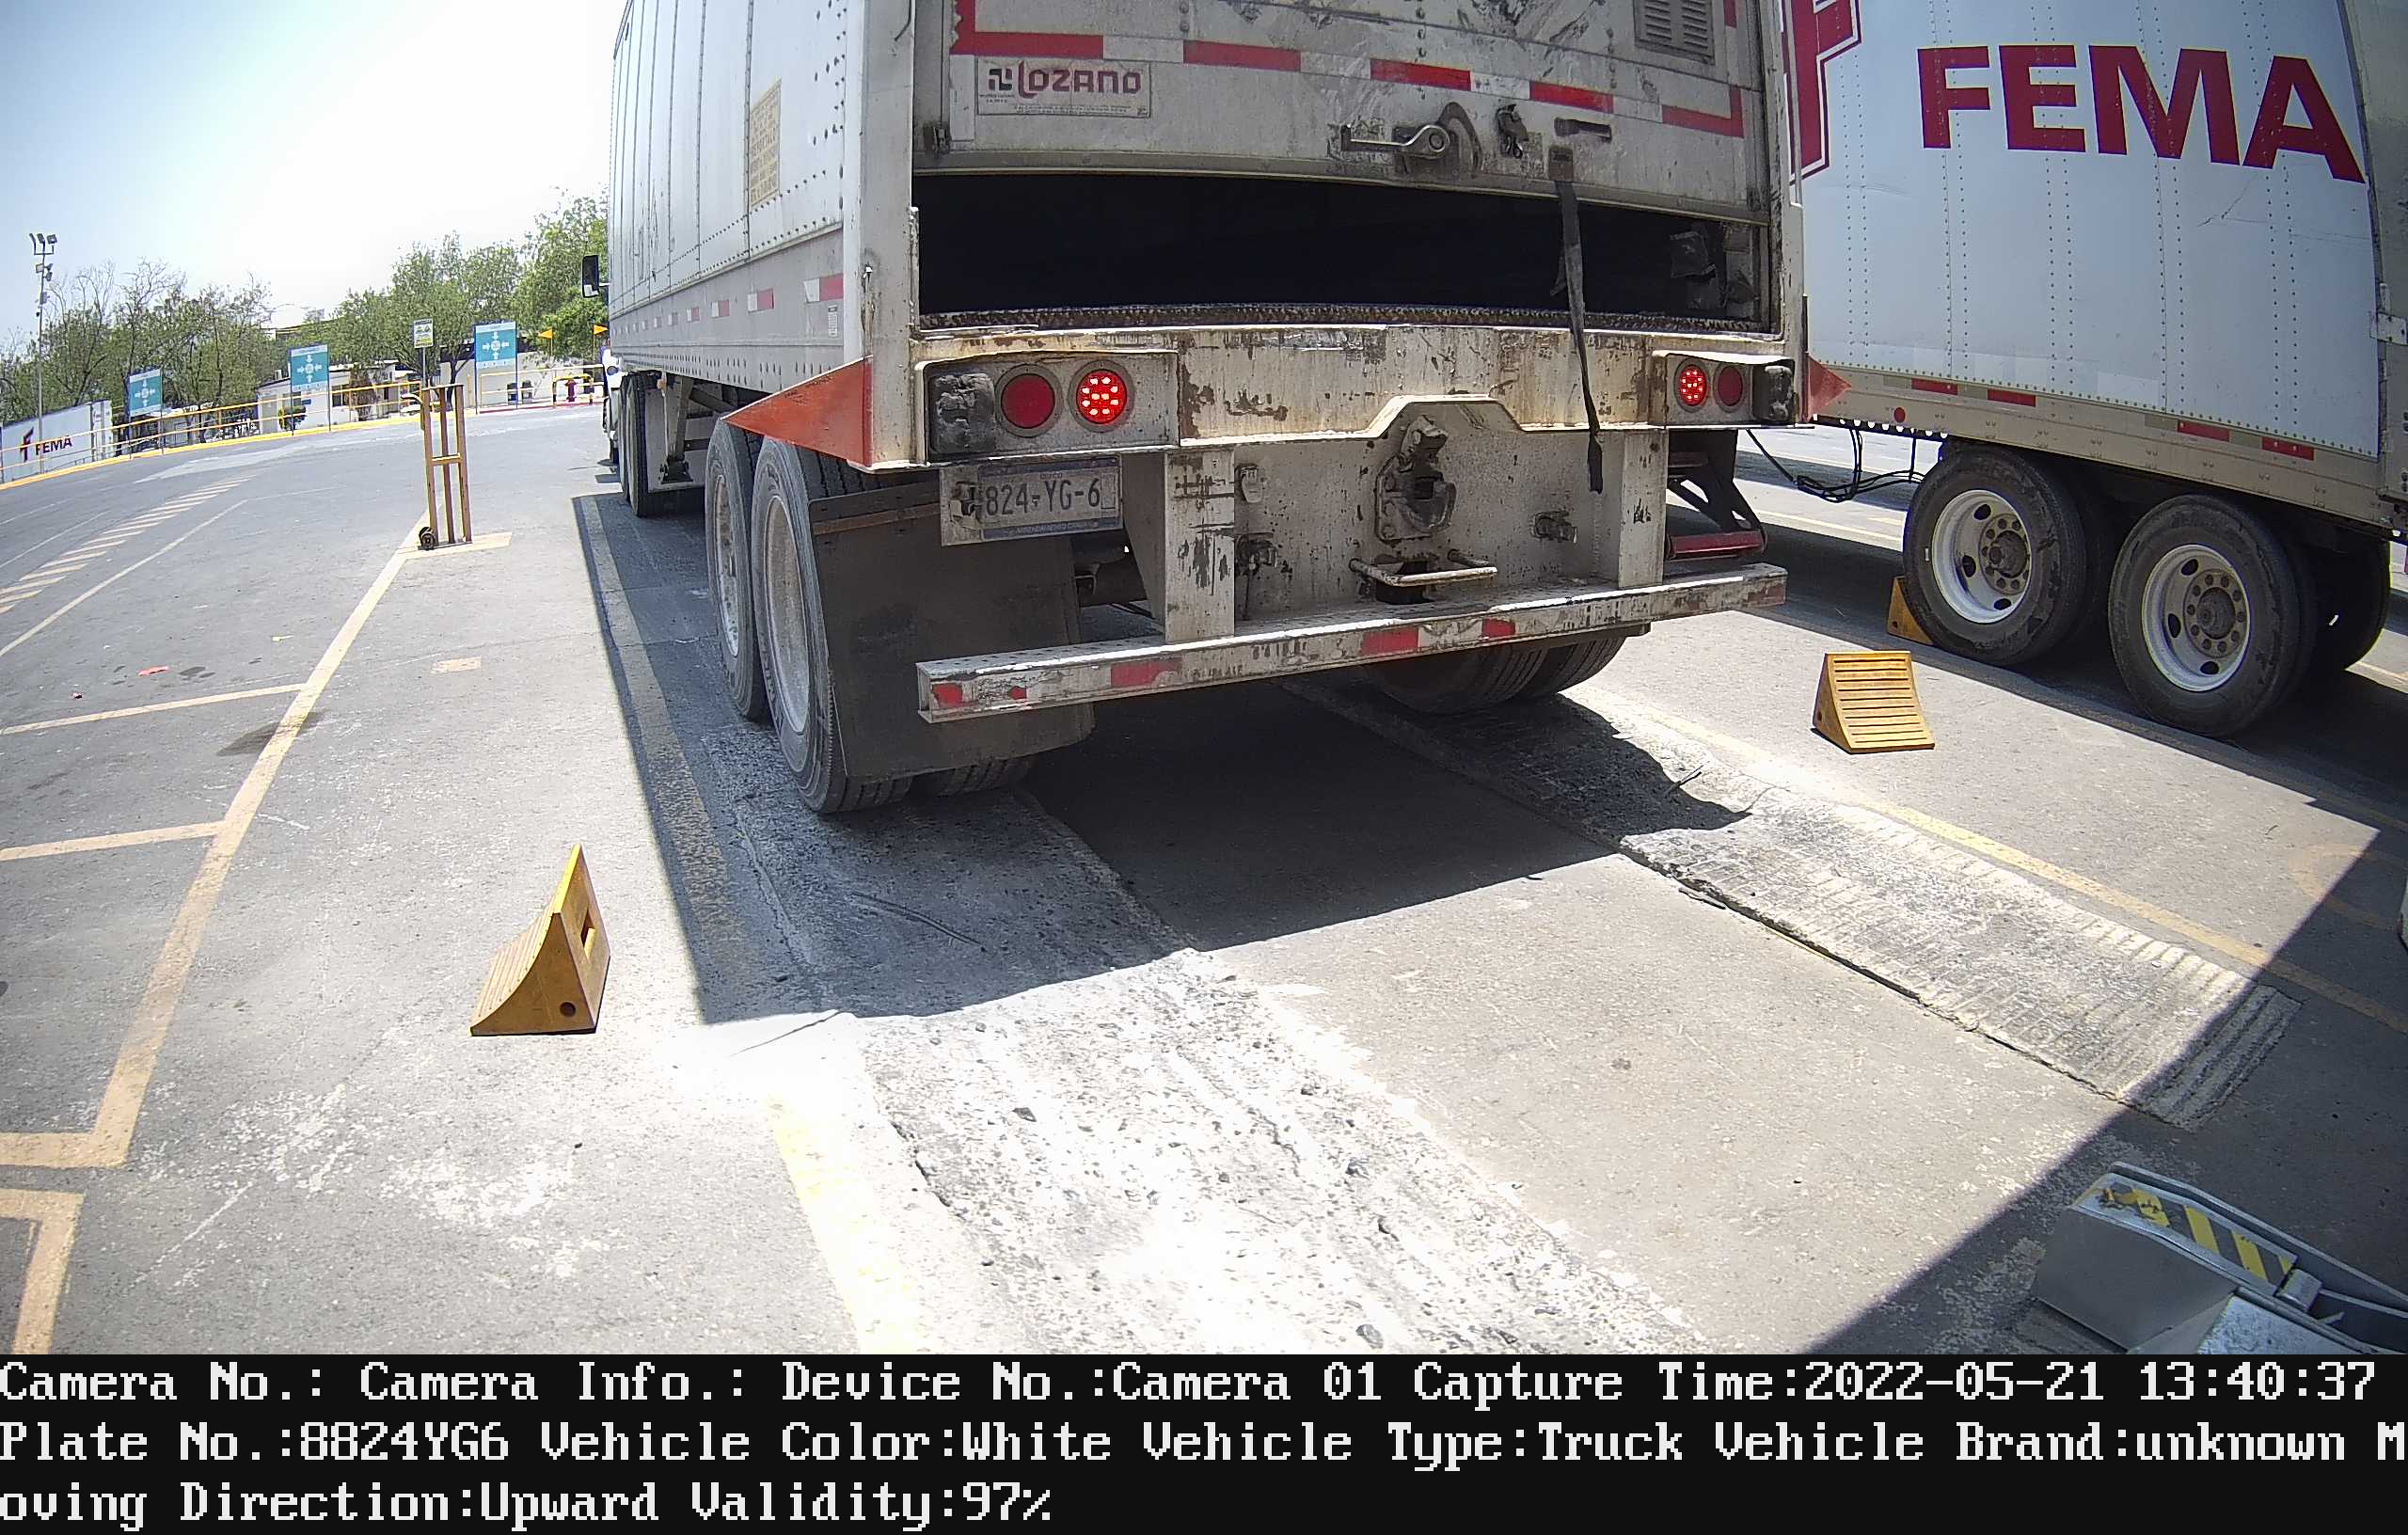 LOZANO
FEMA
FEMA
824-YG-6
Camera No.: Camera Info.: Device No.:Camera 01 Capture Time:2022-05-21 13:40:37
Plate No.:8824YG6 Vehicle Color:White Vehicle Type:Truck Vehicle Brand:unknown M
oving Direction:Upward Validity:97%